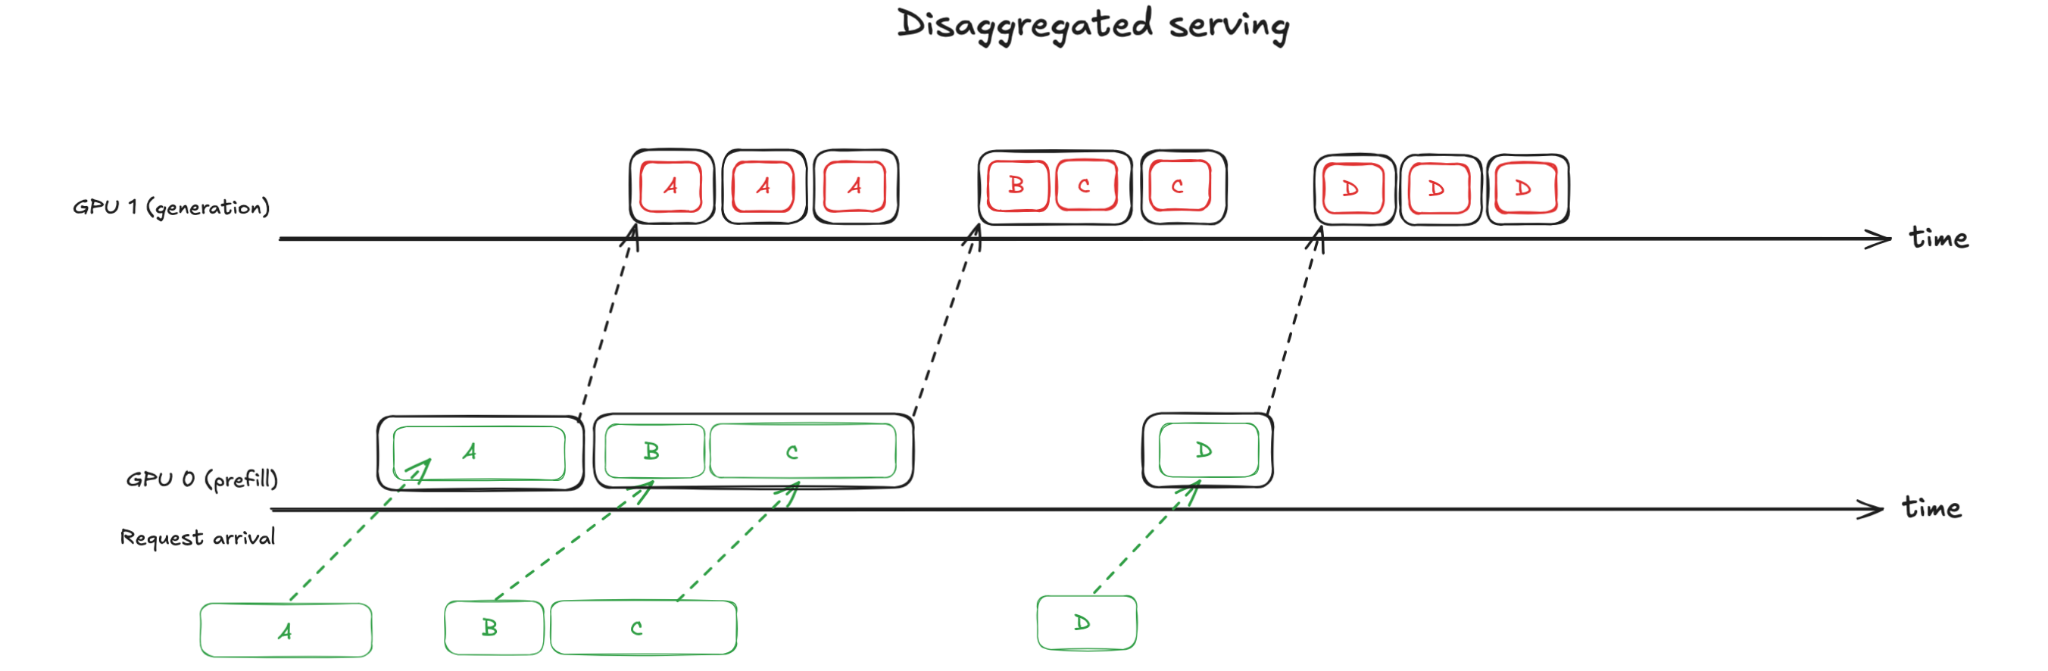 Disaggregated serving
A A A B C C D D D
GPU 1 (generation)
time
A B C D
GPU 0 (prefill)
time
Request arrival
A B C D